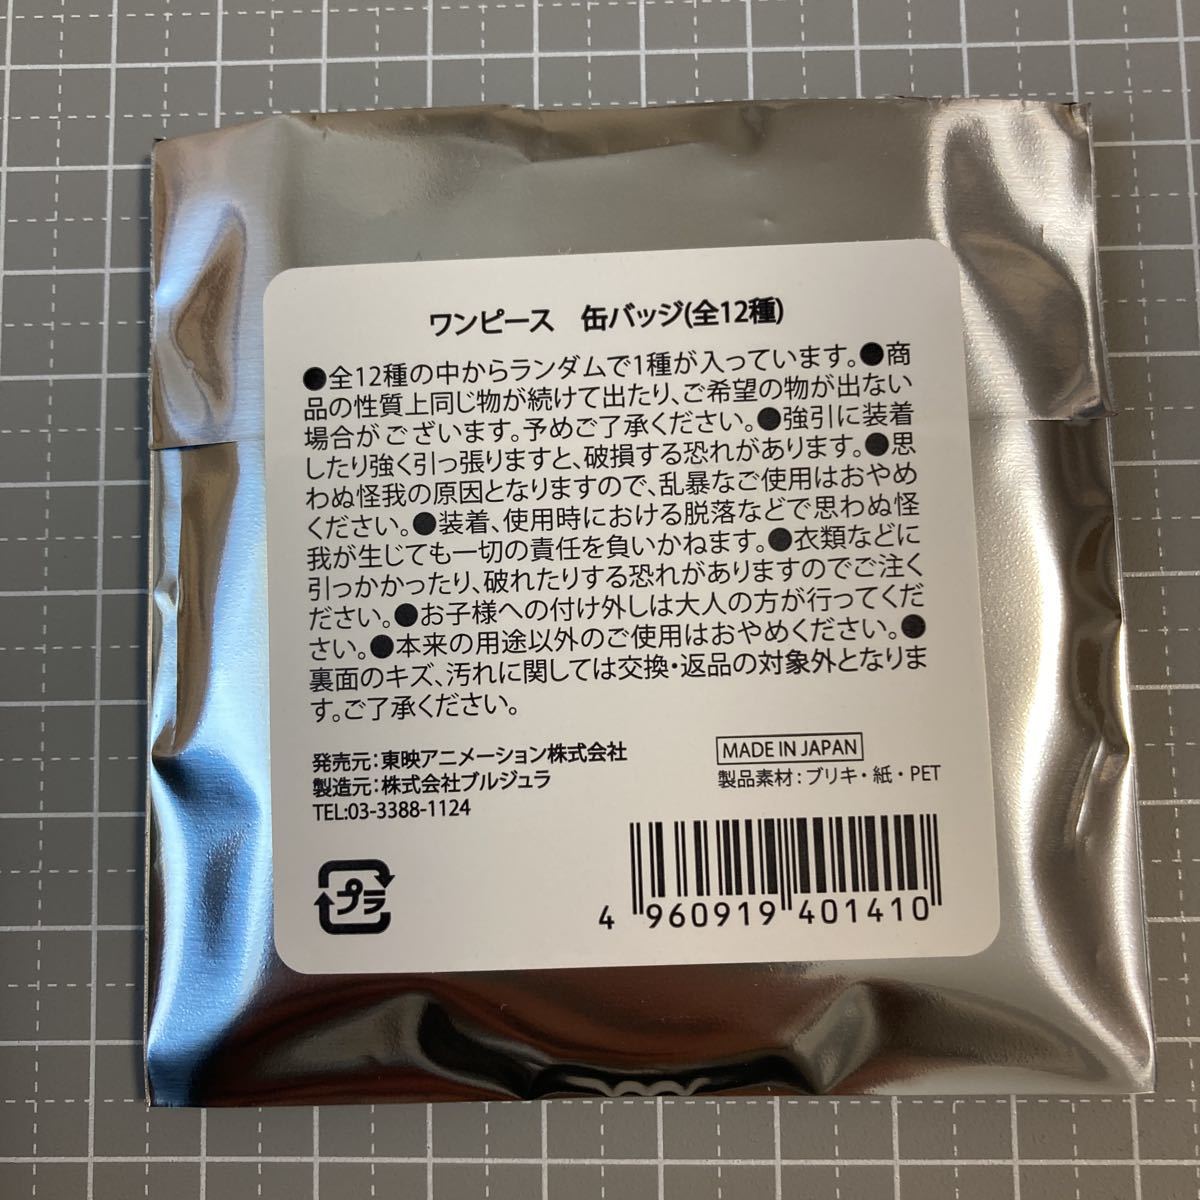 ワンピース　缶バッジ(全12種)
●全12種の中からランダムで1種が入っています。●商
品の性質上同じ物が続けて出たり、ご希望の物が出ない
場合がございます。予めご了承ください。●強引に装着
したり強く引っ張りますと、破損する恐れがあります。●思
わぬ怪我の原因となりますので、乱暴なご使用はおやめ
ください。●装着、使用時における脱落などで思わぬ怪
我が生じても一切の責任を負いかねます。●衣類などに
引っかかったり、破れたりする恐れがありますのでご注く
ださい。●お子様への付け外しは大人の方が行ってくだ
さい。●本来の用途以外のご使用はおやめください。●
裏面のキズ、汚れに関しては交換・返品の対象外となりま
す。ご了承ください。
発売元：東映アニメーション株式会社
製造元：株式会社ブルジュラ
TEL:03-3388-1124
MADE IN JAPAN
製品素材：ブリキ・紙・PET
プラ
4 960919 401410